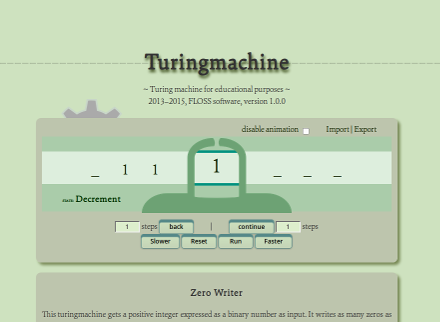 Turingmachine
~ Turing machine for educational purposes ~
2013–2015, FLOSS software, version 1.0.0
disable animation Import | Export
_ 1 1 1 _ _ _
Decrement
1 steps back | continue 1 steps
Slower Reset Run Faster
Zero Writer
This turingmachine gets a positive integer expressed as a binary number as input. It writes as many zeros as